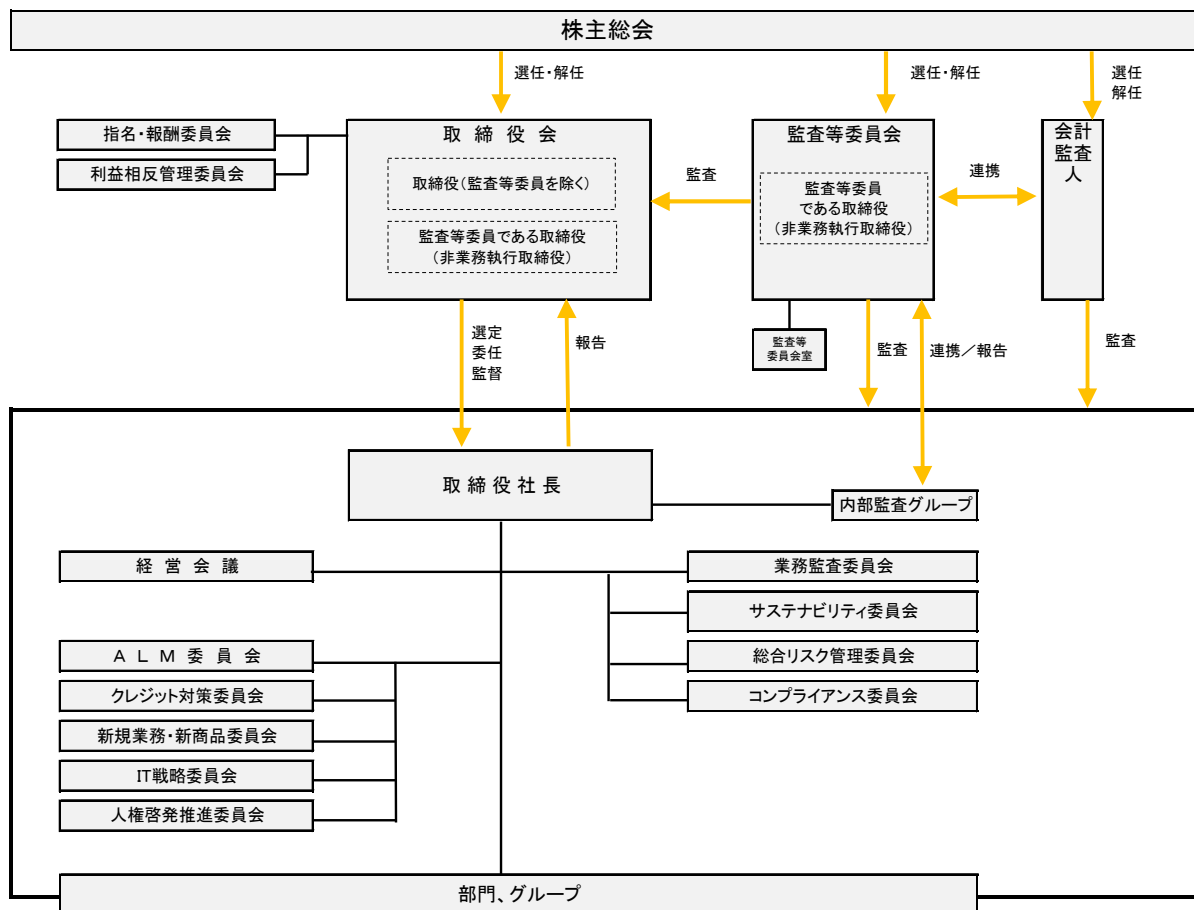 株主総会
選任・解任
選任・解任
選任
解任
指名・報酬委員会
利益相反管理委員会
取締役会
取締役(監査等委員を除く)
監査等委員である取締役
(非業務執行取締役)
監査
監査等委員会
監査等委員
である取締役
(非業務執行取締役)
連携
会計
監査
人
選定
委任
監督
報告
監査等
委員会室
監査
連携/報告
監査
取締役社長
内部監査グループ
経営会議
業務監査委員会
サステナビリティ委員会
ALM委員会
総合リスク管理委員会
クレジット対策委員会
コンプライアンス委員会
新規業務・新商品委員会
IT戦略委員会
人権啓発推進委員会
部門、グループ